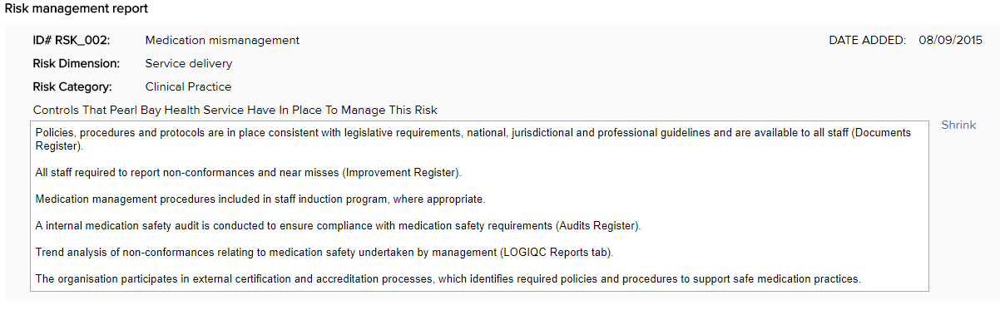 Risk management report
ID# RSK_002: Medication mismanagement DATE ADDED: 08/09/2015
Risk Dimension: Service delivery
Risk Category: Clinical Practice
Controls That Pearl Bay Health Service Have In Place To Manage This Risk
Policies, procedures and protocols are in place consistent with legislative requirements, national, jurisdictional and professional guidelines and are available to all staff (Documents
Register).
Shrink
All staff required to report non-conformances and near misses (Improvement Register).
Medication management procedures included in staff induction program, where appropriate.
A internal medication safety audit is conducted to ensure compliance with medication safety requirements (Audits Register).
Trend analysis of non-conformances relating to medication safety undertaken by management (LOGIQC Reports tab).
The organisation participates in external certification and accreditation processes, which identifies required policies and procedures to support safe medication practices.